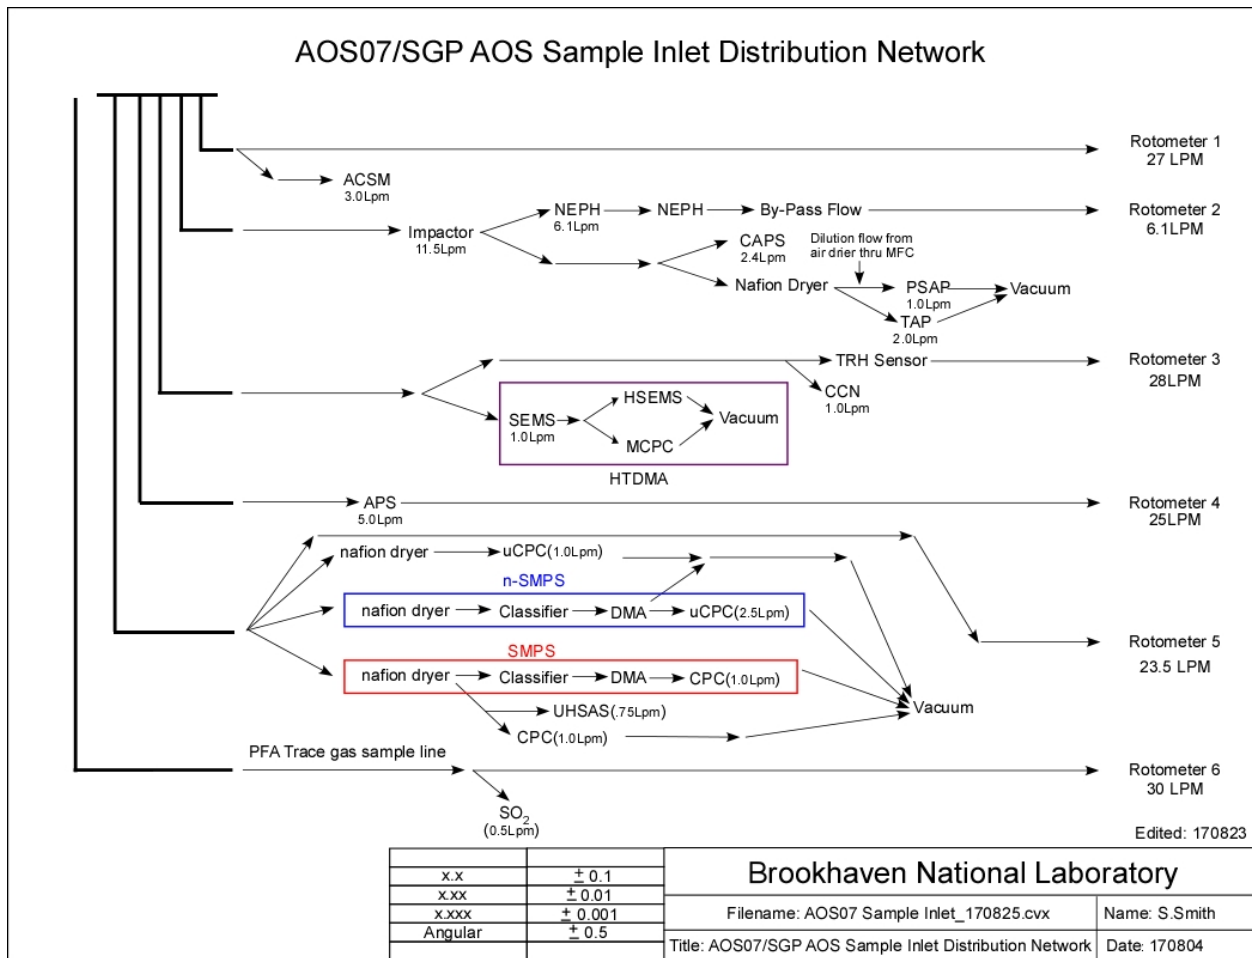 AOS07/SGP AOS Sample Inlet Distribution Network
Rotometer 1
27 LPM
ACSM
3.0Lpm
NEPH
6.1Lpm
NEPH
By-Pass Flow
Rotometer 2
6.1LPM
Impactor
11.5Lpm
CAPS
2.4Lpm
Dilution flow from
air drier thru MFC
Nafion Dryer
PSAP
1.0Lpm
Vacuum
TAP
2.0Lpm
TRH Sensor
Rotometer 3
28LPM
CCN
1.0Lpm
SEMS
1.0Lpm
HSEMS
MCPC
Vacuum
HTDMA
APS
5.0Lpm
Rotometer 4
25LPM
nafion dryer
uCPC(1.0Lpm)
n-SMPS
nafion dryer
Classifier
DMA
uCPC(2.5Lpm)
Rotometer 5
23.5 LPM
SMPS
nafion dryer
Classifier
DMA
CPC(1.0Lpm)
UHSAS(.75Lpm)
CPC(1.0Lpm)
Vacuum
PFA Trace gas sample line
Rotometer 6
30 LPM
SO2
(0.5Lpm)
Edited: 170823
x.x ± 0.1
x.xx ± 0.01
x.xxx ± 0.001
Angular ± 0.5
Brookhaven National Laboratory
Filename: AOS07 Sample Inlet_170825.cvx
Name: S.Smith
Title: AOS07/SGP AOS Sample Inlet Distribution Network
Date: 170804